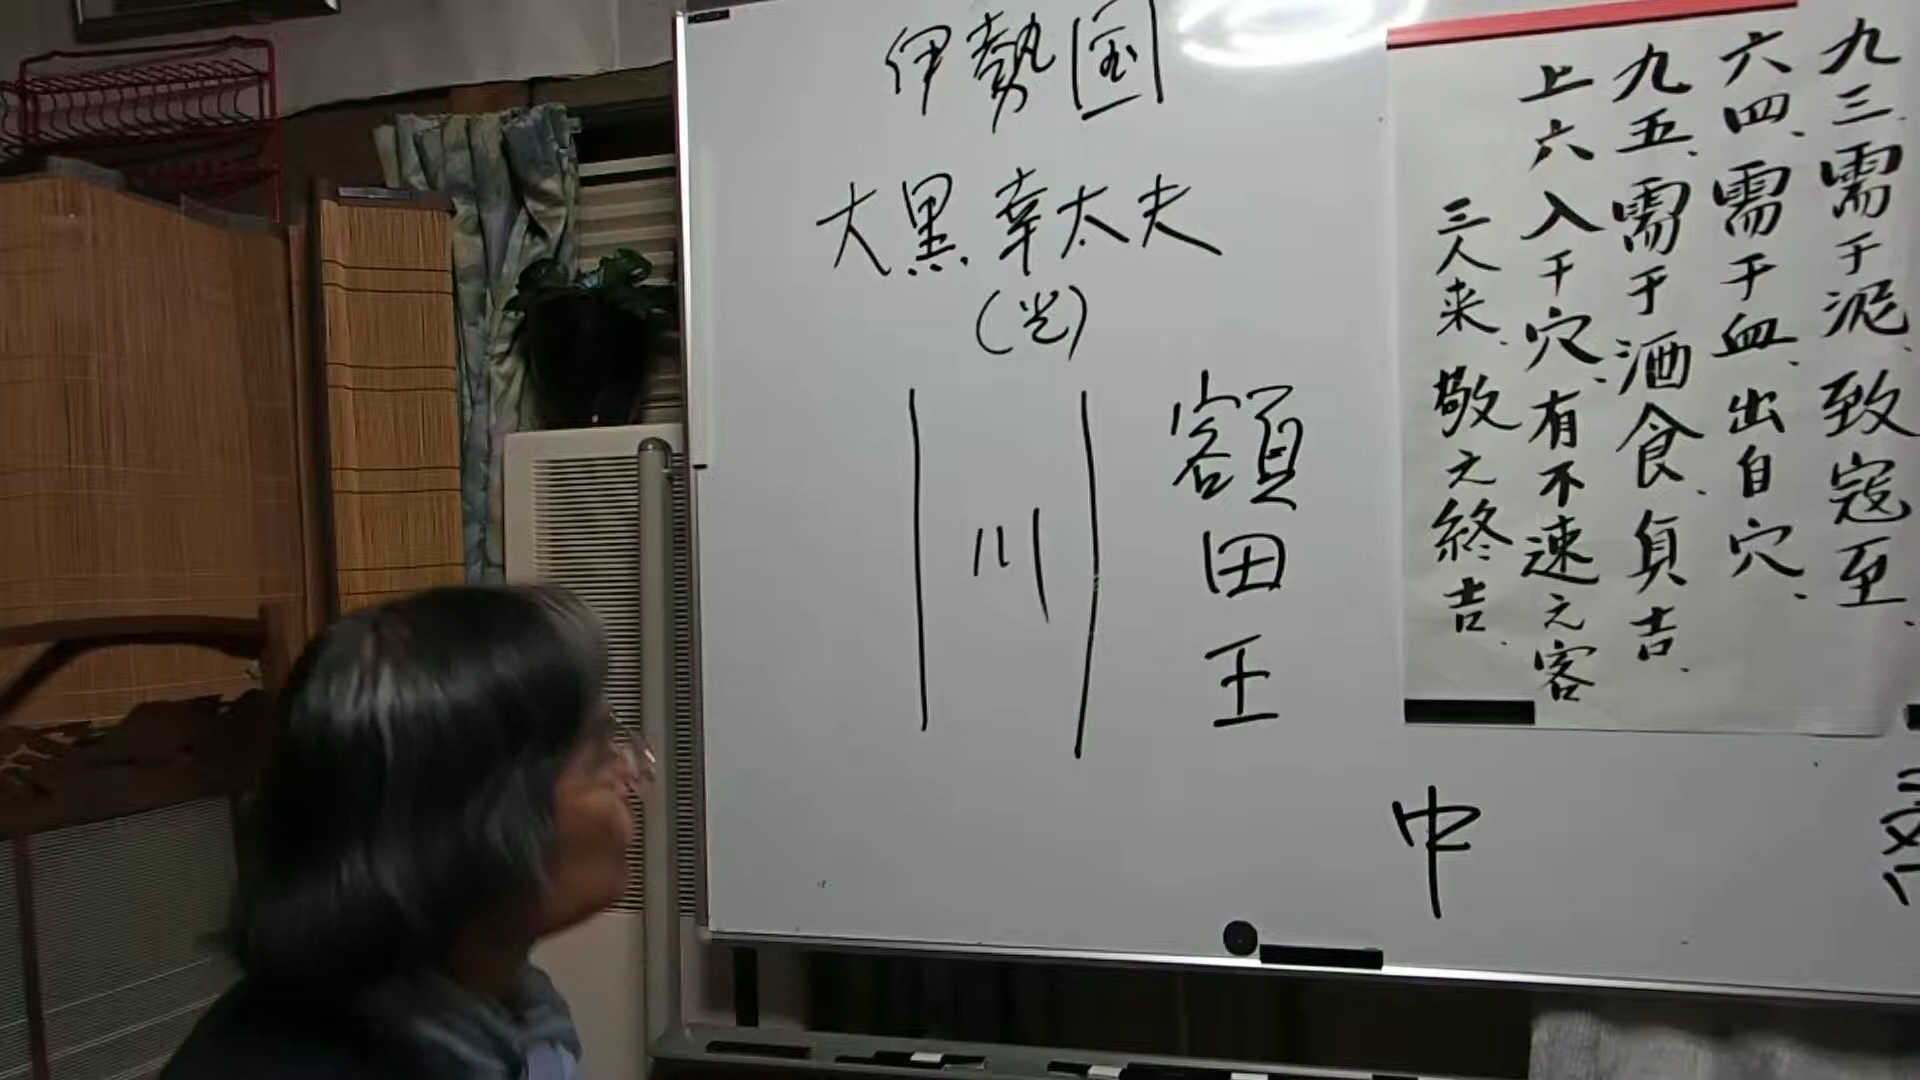 伊勢国
大黒幸太夫
(光)
川
額田王
中
九三需于泥、致寇至、
六四、需于血、出自穴、
九五、需于酒食、貞吉、
上六入于穴、有不速之客
三人来、敬之終吉、